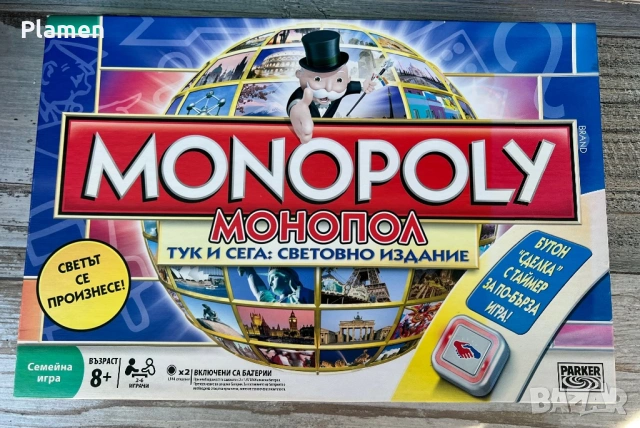 Plamen
MONOPOLY
BRAND
МОНОПОЛ
ТУК И СЕГА: СВЕТОВНО ИЗДАНИЕ
СВЕТЪТ
СЕ
ПРОИЗНЕСЕ!
БУТОН
"СДЕЛКА"
С ТАЙМЕР
ЗА ПО-БЪРЗА
ИГРА!
Семейна
игра
ВЪЗРАСТ
8+
2-6
ИГРАЧИ
x2 ВКЛЮЧЕНИ СА БАТЕРИИ
PARKER
BAZAR